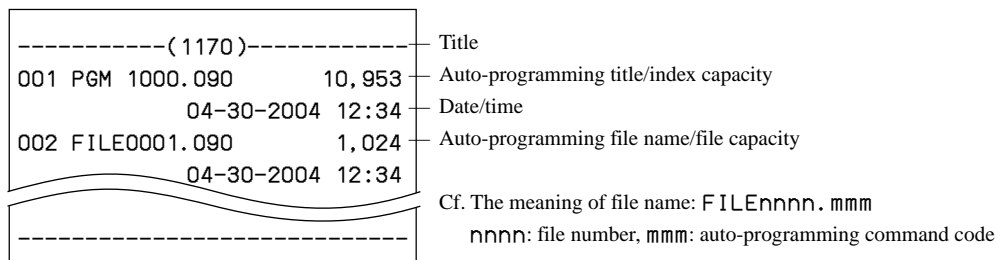 ------------(1170)------------- Title
001 PGM 1000.090 10,953 Auto-programming title/index capacity
04-30-2004 12:34 Date/time
002 FILE0001.090 1,024 Auto-programming file name/file capacity
04-30-2004 12:34
Cf. The meaning of file name: FILEnnnn.mmm
nnnn: file number, mmm: auto-programming command code
--------------------------------